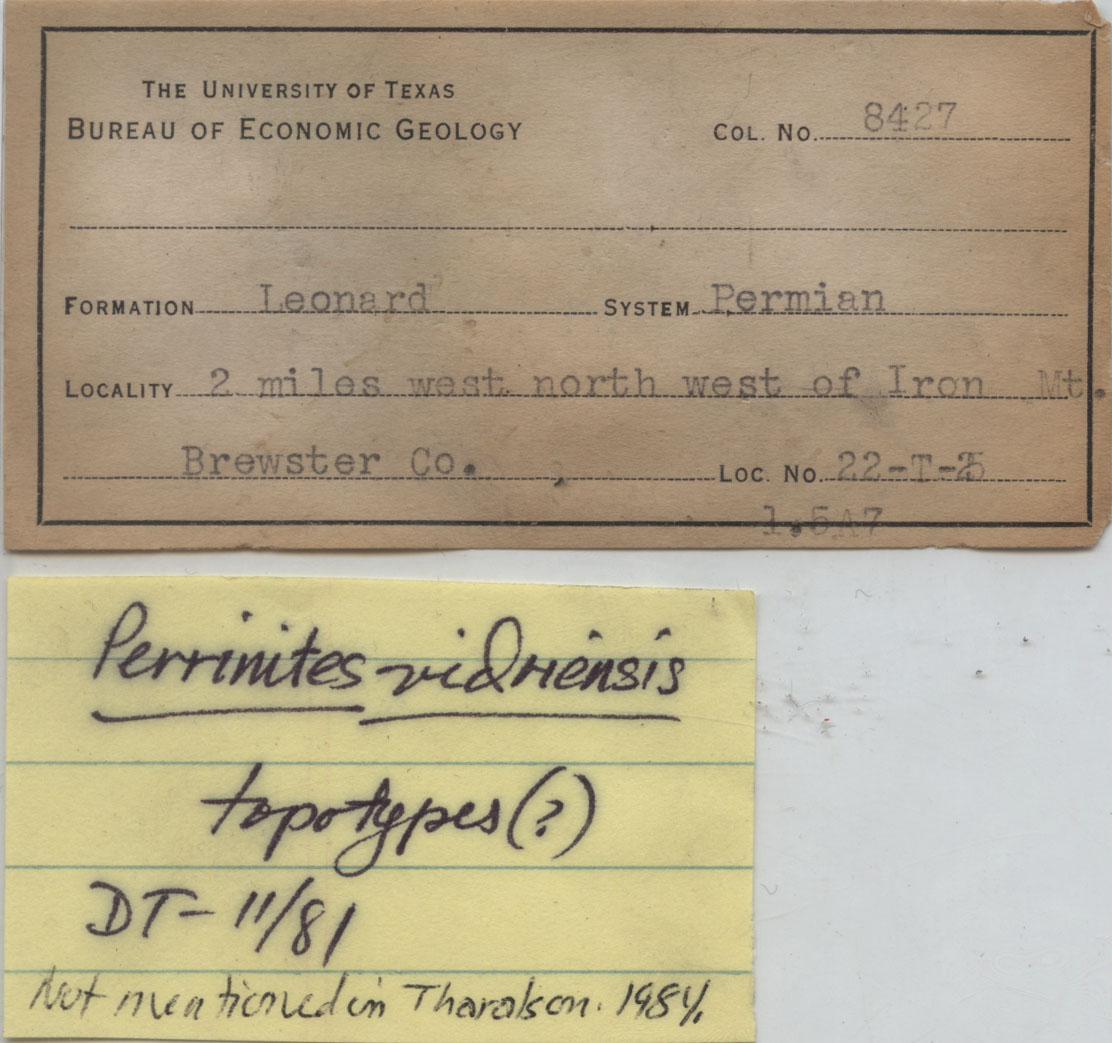 THE UNIVERSITY OF TEXAS
BUREAU OF ECONOMIC GEOLOGY
COL. NO. 8427
FORMATION Leonard SYSTEM Permian
LOCALITY 2 miles west north west of Iron Mt.
Brewster Co. LOC. NO. 22-T-25
1.5A7
Perrinites vidriensis
topotypes (?)
DT- 11/81
Not mentioned in Tharalson. 1984.